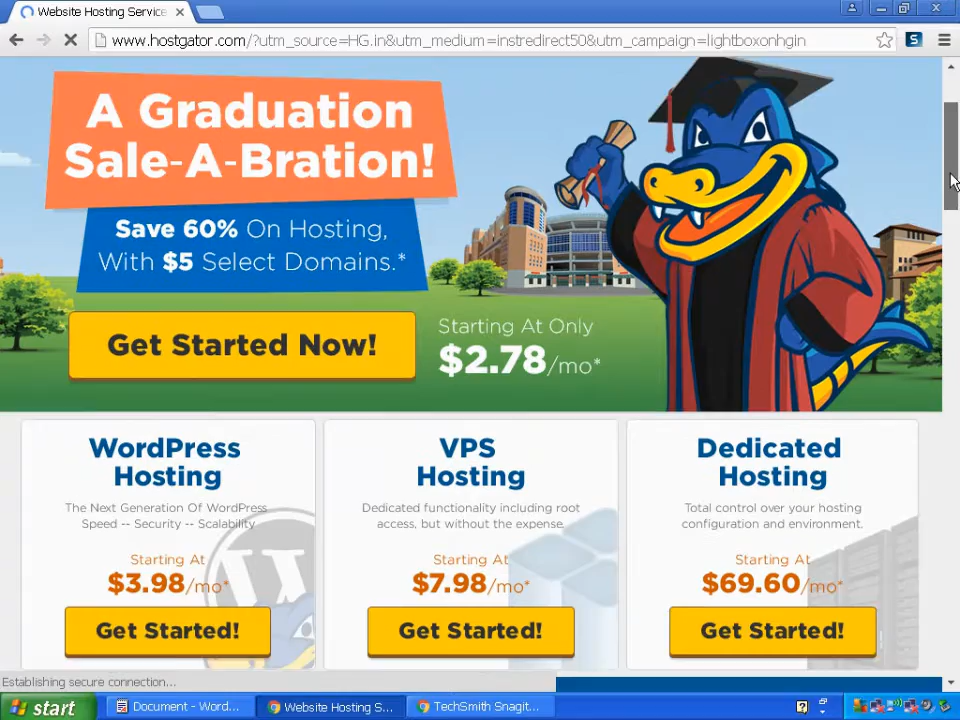 Website Hosting Service
www.hostgator.com/?utm_source=HG.in&utm_medium=instredirect50&utm_campaign=lightboxonhgin
S
A Graduation
Sale-A-Bration!
Save 60% On Hosting,
With $5 Select Domains.*
Get Started Now!
Starting At Only
$2.78/mo*
WordPress
Hosting
The Next Generation Of WordPress
Speed -- Security -- Scalability
Starting At
$3.98/mo*
Get Started!
VPS
Hosting
Dedicated functionality including root
access, but without the expense.
Starting At
$7.98/mo*
Get Started!
Dedicated
Hosting
Total control over your hosting
configuration and environment.
Starting At
$69.60/mo*
Get Started!
Establishing secure connection...
start
Document - Word...
Website Hosting S...
TechSmith Snagit...